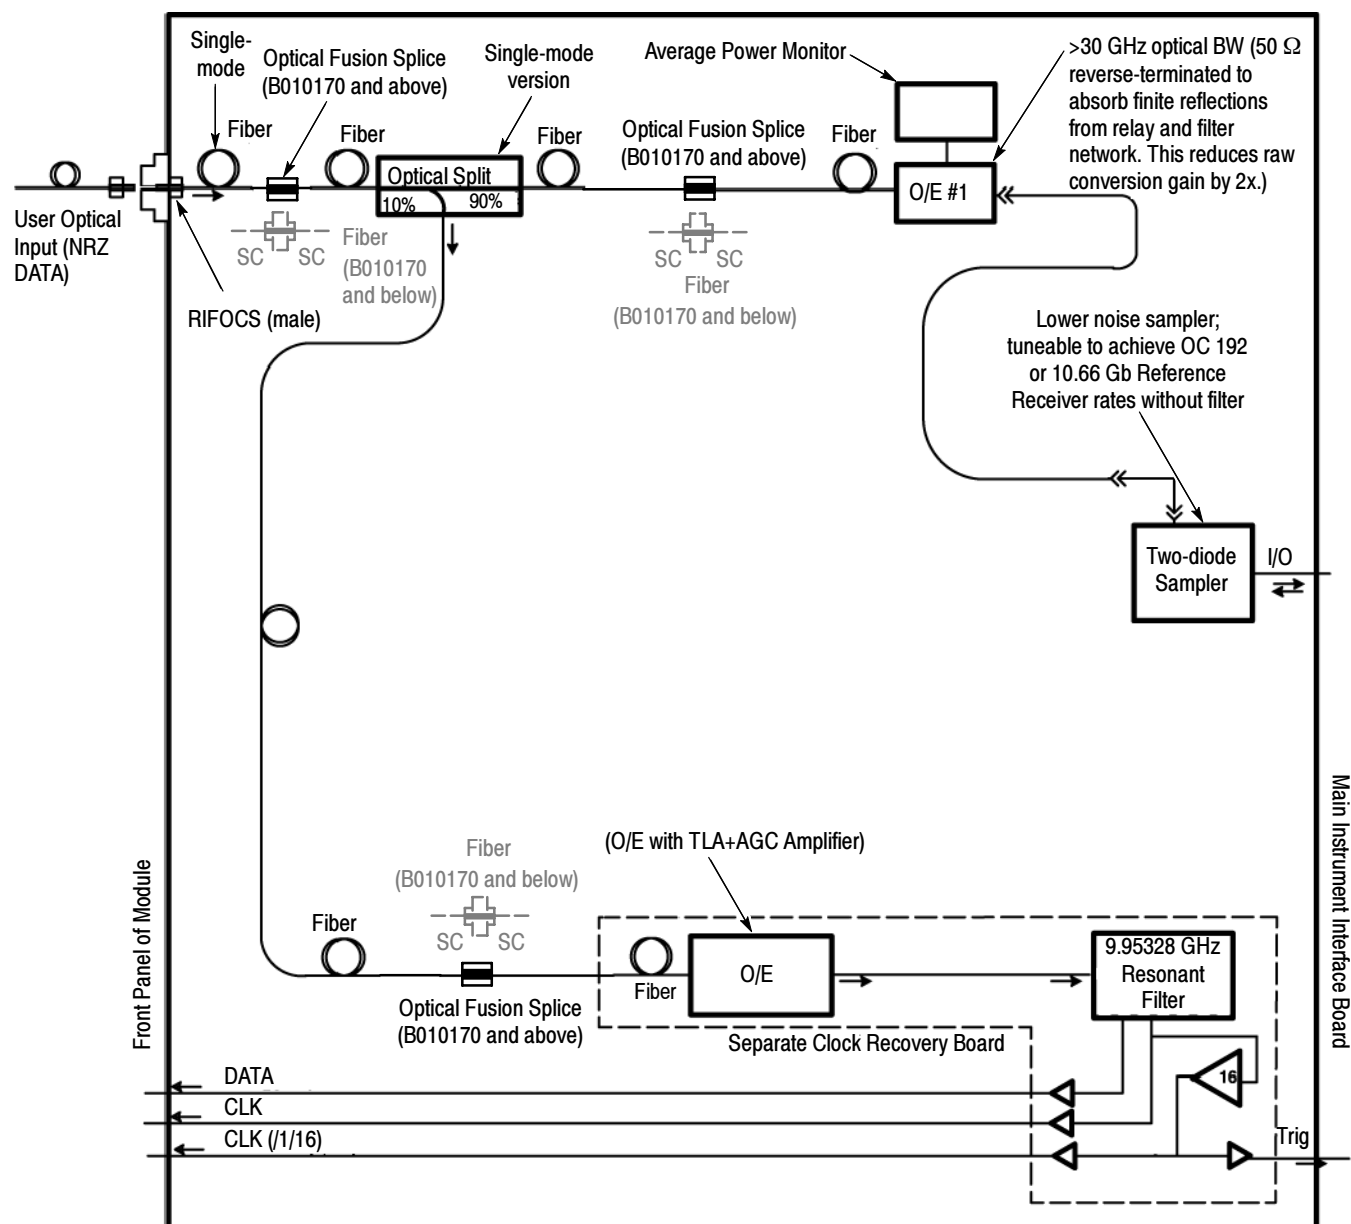 Single-
mode
Optical Fusion Splice
(B010170 and above)
Single-mode
version
Average Power Monitor
>30 GHz optical BW (50 Ω
reverse-terminated to
absorb finite reflections
from relay and filter
network. This reduces raw
conversion gain by 2x.)
Fiber
Fiber
Fiber
Optical Fusion Splice
(B010170 and above)
Fiber
Optical Split
10%
90%
O/E #1
User Optical
Input (NRZ
DATA)
SC SC
Fiber
(B010170
and below)
SC SC
Fiber
(B010170 and below)
RIFOCS (male)
Lower noise sampler;
tuneable to achieve OC 192
or 10.66 Gb Reference
Receiver rates without filter
Two-diode
Sampler
I/O
Main Instrument Interface Board
Front Panel of Module
(O/E with TLA+AGC Amplifier)
Fiber
(B010170 and below)
SC SC
Fiber
Optical Fusion Splice
(B010170 and above)
Fiber
O/E
9.95328 GHz
Resonant
Filter
Separate Clock Recovery Board
16
DATA
CLK
CLK (/1/16)
Trig